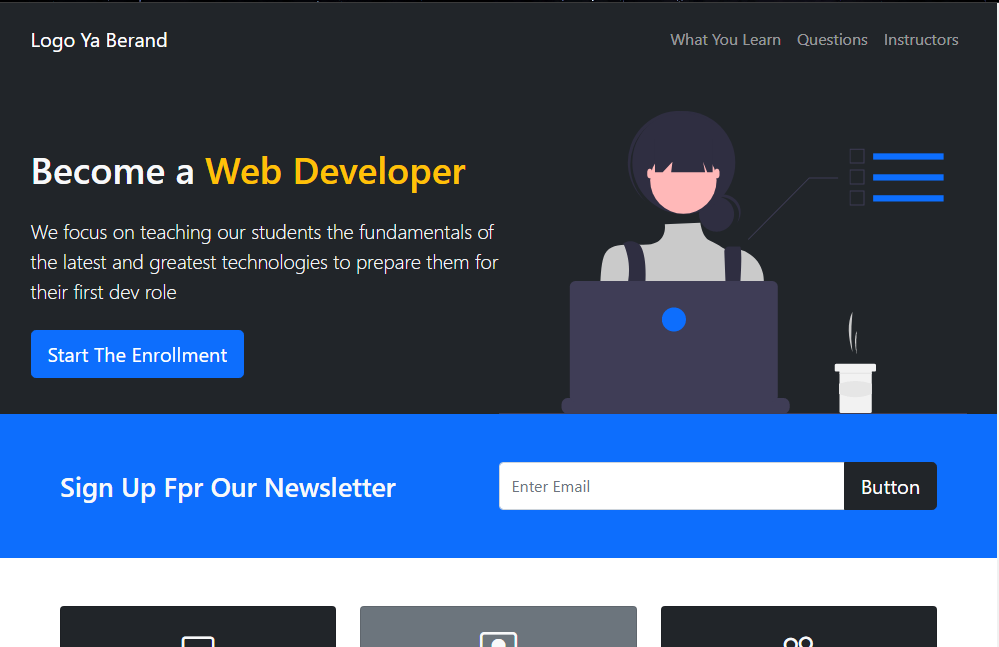 Logo Ya Berand
What You Learn Questions Instructors
Become a Web Developer
We focus on teaching our students the fundamentals of
the latest and greatest technologies to prepare them for
their first dev role
Start The Enrollment
Sign Up Fpr Our Newsletter
Enter Email
Button